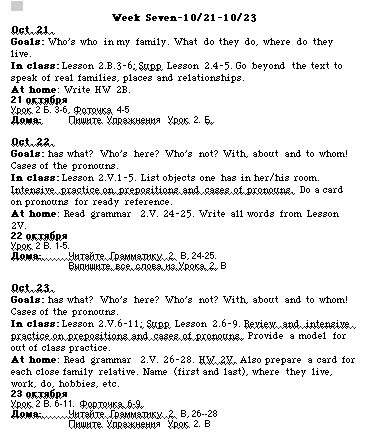 Week Seven-10/21-10/23
Oct 21
Goals: Who's who in my family. What do they do, where do they
live.
In class: Lesson 2.B.3-6; Supp Lesson 2.4-5. Go beyond the text to
speak of real families, places and relationships.
At home: Write HW 2B.
21 октября
Урок 2 Б. 3-6, Фоточка 4-5
Дома: Пишите Упражнения Урок 2. Б.
Oct 22
Goals: has what? Who's here? Who's not? With, about and to whom!
Cases of the pronouns.
In class: Lesson 2.V.1-5. List objects one has in her/his room.
Intensive practice on prepositions and cases of pronouns. Do a card
on pronouns for ready reference.
At home: Read grammar 2.V. 24-25. Write all words from Lesson
2V.
22 октября
Урок 2 В. 1-5.
Дома: Читайте Грамматику 2. В, 24-25.
Выпишите все слова из Урока 2. В
Oct 23
Goals: has what? Who's here? Who's not? With, about and to whom!
Cases of the pronouns.
In class: Lesson 2.V.6-11; Supp Lesson 2.6-9. Review and intensive
practice on prepositions and cases of pronouns. Provide a model for
out of class practice.
At home: Read grammar 2.V. 26-28. HW 2V. Also prepare a card for
each close family relative. Name (first and last), where they live,
work, do, hobbies, etc.
23 октября
Урок 2 В. 6-11. Форточка 6-9.
Дома: Читайте Грамматику 2. В, 26--28
Пишите Упражнения Урок 2. В